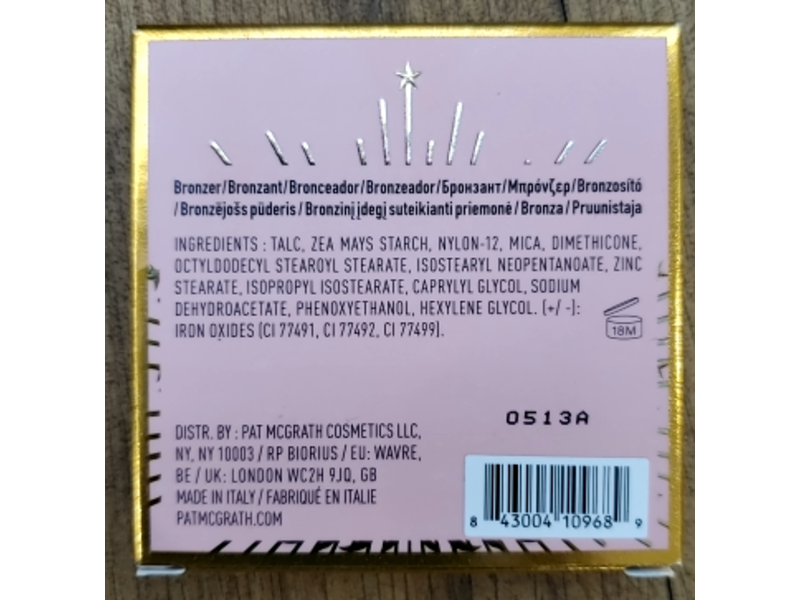 Bronzer/Bronzant/Bronceador/Bronzeador/Бронзант/Μπρόνζερ/Bronzosító
/Bronzējošs pūderis/Bronzinį įdegį suteikianti priemonė/Bronza/Pruunistaja
INGREDIENTS : TALC, ZEA MAYS STARCH, NYLON-12, MICA, DIMETHICONE,
OCTYLDODECYL STEAROYL STEARATE, ISOSTEARYL NEOPENTANOATE, ZINC
STEARATE, ISOPROPYL ISOSTEARATE, CAPRYLYL GLYCOL, SODIUM
DEHYDROACETATE, PHENOXYETHANOL, HEXYLENE GLYCOL. (+/ -):
IRON OXIDES (CI 77491, CI 77492, CI 77499).
18M
0513A
DISTR. BY : PAT MCGRATH COSMETICS LLC,
NY, NY 10003 / RP BIORIUS / EU: WAVRE,
BE / UK: LONDON WC2H 9JQ, GB
MADE IN ITALY / FABRIQUÉ EN ITALIE
PATMCGRATH.COM
8 43004 10968 9